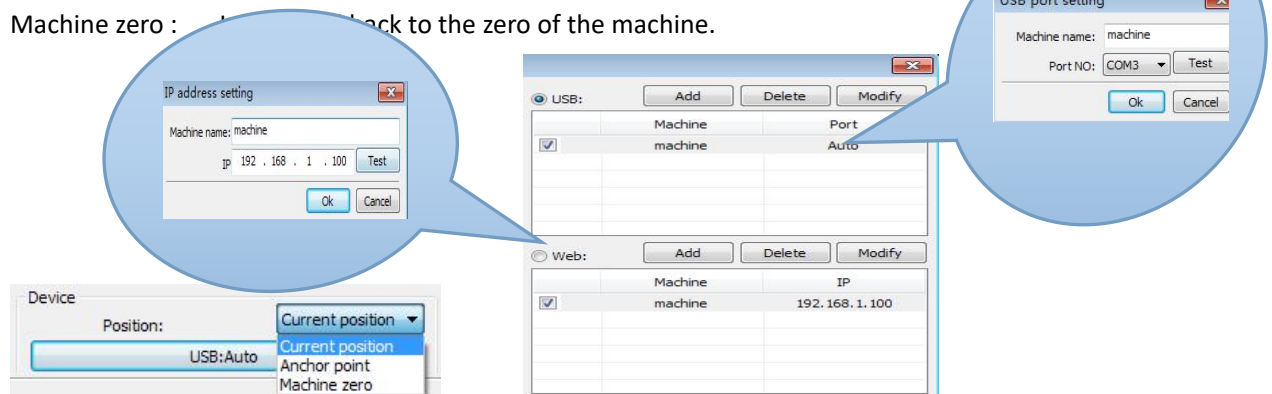 USB port setting
Machine zero : back to the zero of the machine.
Machine name: machine
Port NO: COM3 Test
Ok Cancel
IP address setting
Machine name: machine
IP 192 . 168 . 1 . 100 Test
Ok Cancel
USB: Add Delete Modify
Machine Port
machine Auto
Web: Add Delete Modify
Machine IP
machine 192.168.1.100
Device
Position: Current position
USB:Auto
Current position
Anchor point
Machine zero